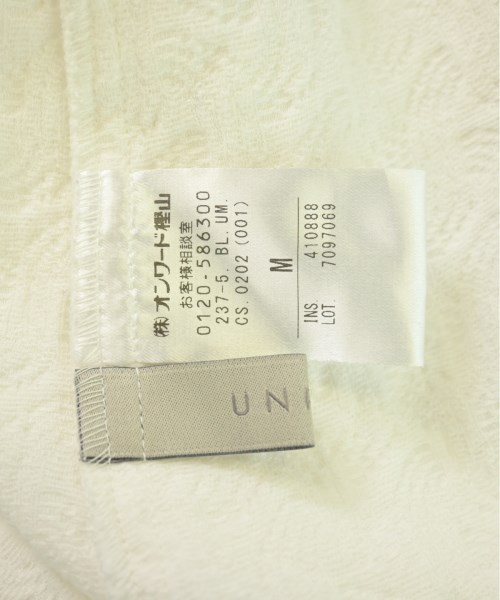 (株)オンワード樫山
お客様相談室
0120-586300
237-5. BL. UM.
CS. 0202 (001)
M
INS. 410888
LOT. 7097069